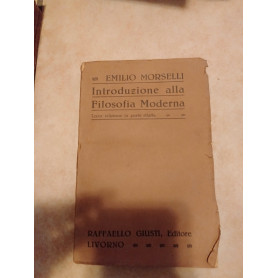 EMILIO MORSELLI
Introduzione alla
Filosofia Moderna
RAFFAELLO GIUSTI, Editore
LIVORNO